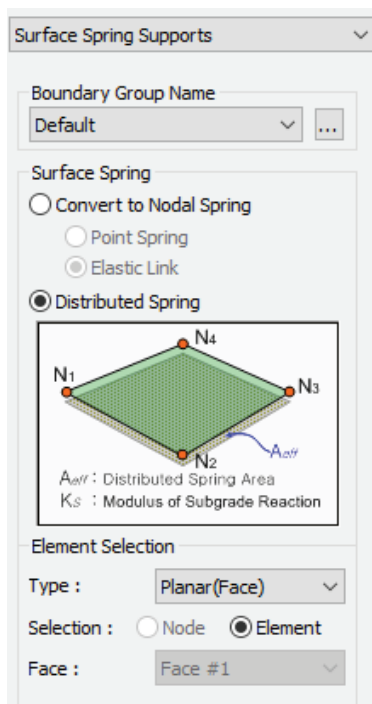 Surface Spring Supports
Boundary Group Name
Default
...
Surface Spring
Convert to Nodal Spring
Point Spring
Elastic Link
Distributed Spring
N4
N1
N3
N2
Aeff
Aeff : Distributed Spring Area
KS : Modulus of Subgrade Reaction
Element Selection
Type : Planar(Face)
Selection : Node Element
Face : Face #1